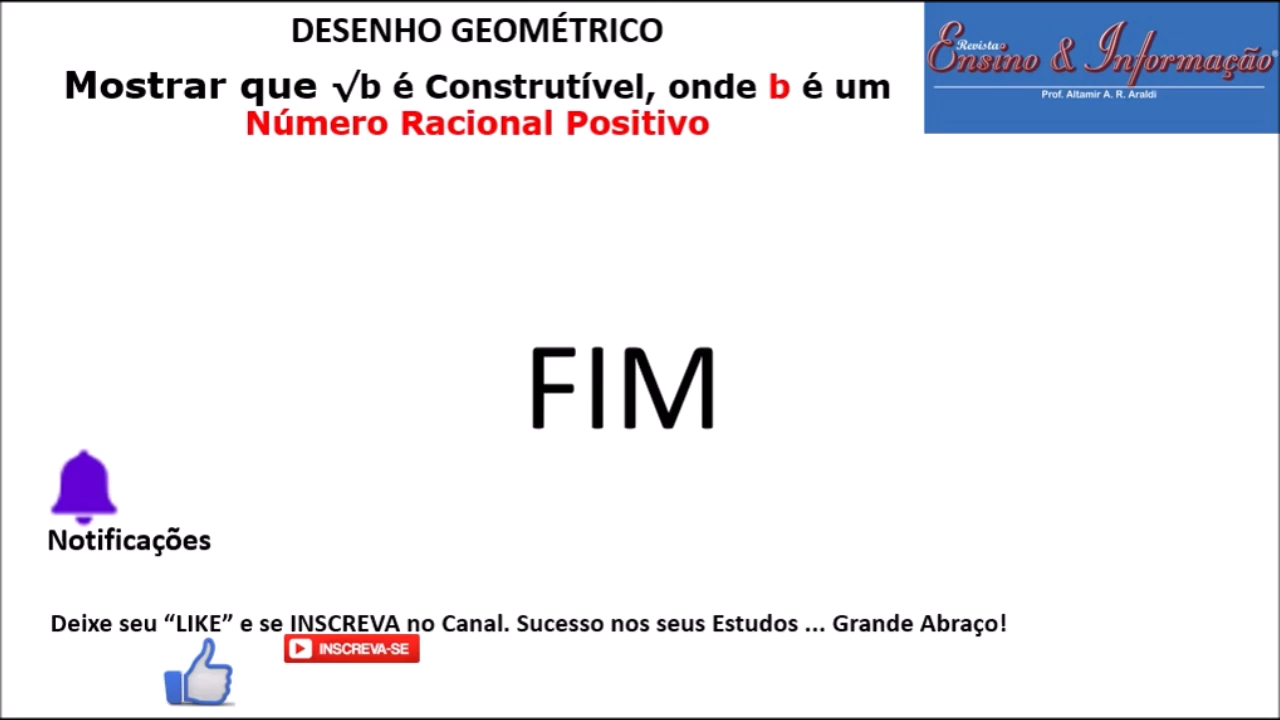 DESENHO GEOMÉTRICO
Mostrar que √b é Construtível, onde b é um
Número Racional Positivo
Revista
Ensino & Informação
Prof. Altamir A. R. Araldi
FIM
Notificações
Deixe seu “LIKE” e se INSCREVA no Canal. Sucesso nos seus Estudos ... Grande Abraço!
INSCREVA-SE